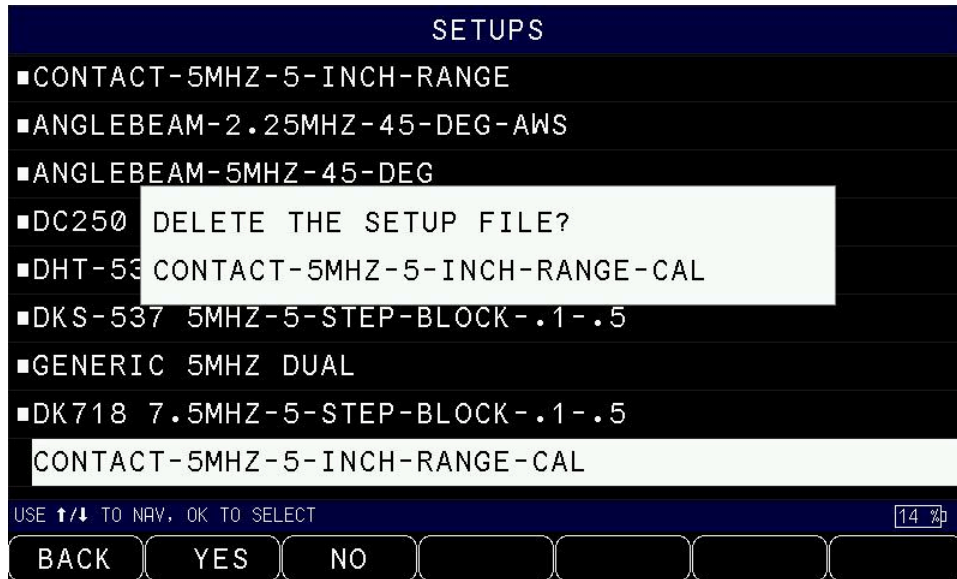 SETUPS
■CONTACT-5MHZ-5-INCH-RANGE
■ANGLEBEAM-2.25MHZ-45-DEG-AWS
■ANGLEBEAM-5MHZ-45-DEG
■DC250
DELETE THE SETUP FILE?
■DHT-53
CONTACT-5MHZ-5-INCH-RANGE-CAL
■DKS-537 5MHZ-5-STEP-BLOCK-.1-.5
■GENERIC 5MHZ DUAL
■DK718 7.5MHZ-5-STEP-BLOCK-.1-.5
CONTACT-5MHZ-5-INCH-RANGE-CAL
USE ⬆/⬇ TO NAV, OK TO SELECT
14 %
BACK YES NO